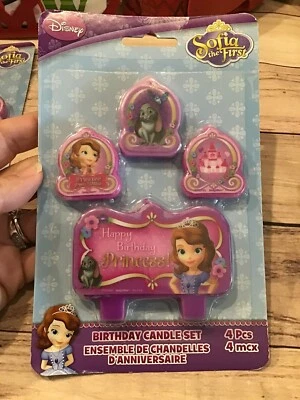 Disney
Sofia
the First
Happy
Birthday
Princess!
BIRTHDAY CANDLE SET
ENSEMBLE DE CHANDELLES
D'ANNIVERSAIRE
4 Pcs
4 mcx